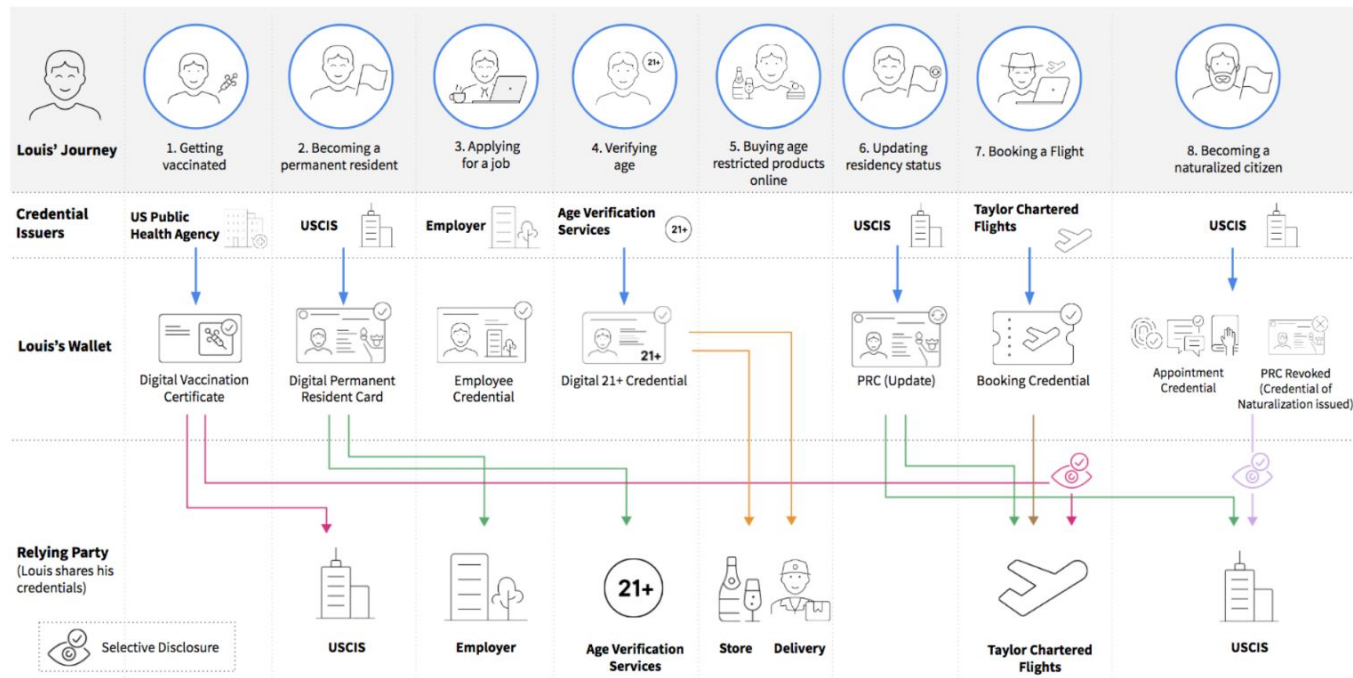 Louis' Journey
1. Getting
vaccinated
2. Becoming a
permanent resident
3. Applying
for a job
21+
4. Verifying
age
5. Buying age
restricted products
online
6. Updating
residency status
7. Booking a Flight
8. Becoming a
naturalized citizen
Credential
Issuers
US Public
Health Agency
USCIS
Employer
Age Verification
Services
21+
USCIS
Taylor Chartered
Flights
USCIS
Louis's Wallet
Digital Vaccination
Certificate
Digital Permanent
Resident Card
Employee
Credential
21+
Digital 21+ Credential
PRC (Update)
Booking Credential
Appointment
Credential
PRC Revoked
(Credential of
Naturalization issued)
Relying Party
(Louis shares his
credentials)
USCIS
Employer
21+
Age Verification
Services
Store
Delivery
Taylor Chartered
Flights
USCIS
Selective Disclosure